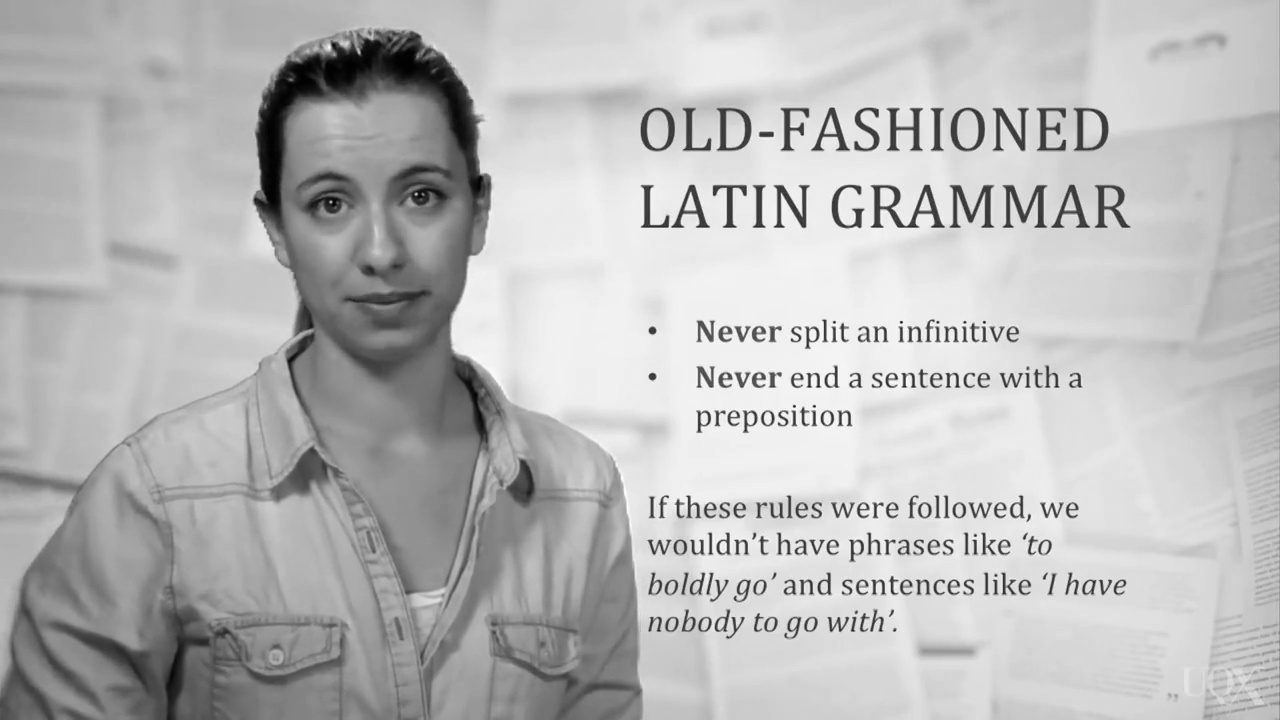 OLD-FASHIONED
LATIN GRAMMAR
• Never split an infinitive
• Never end a sentence with a
preposition
If these rules were followed, we
wouldn’t have phrases like ‘to
boldly go’ and sentences like ‘I have
nobody to go with’.
UQX